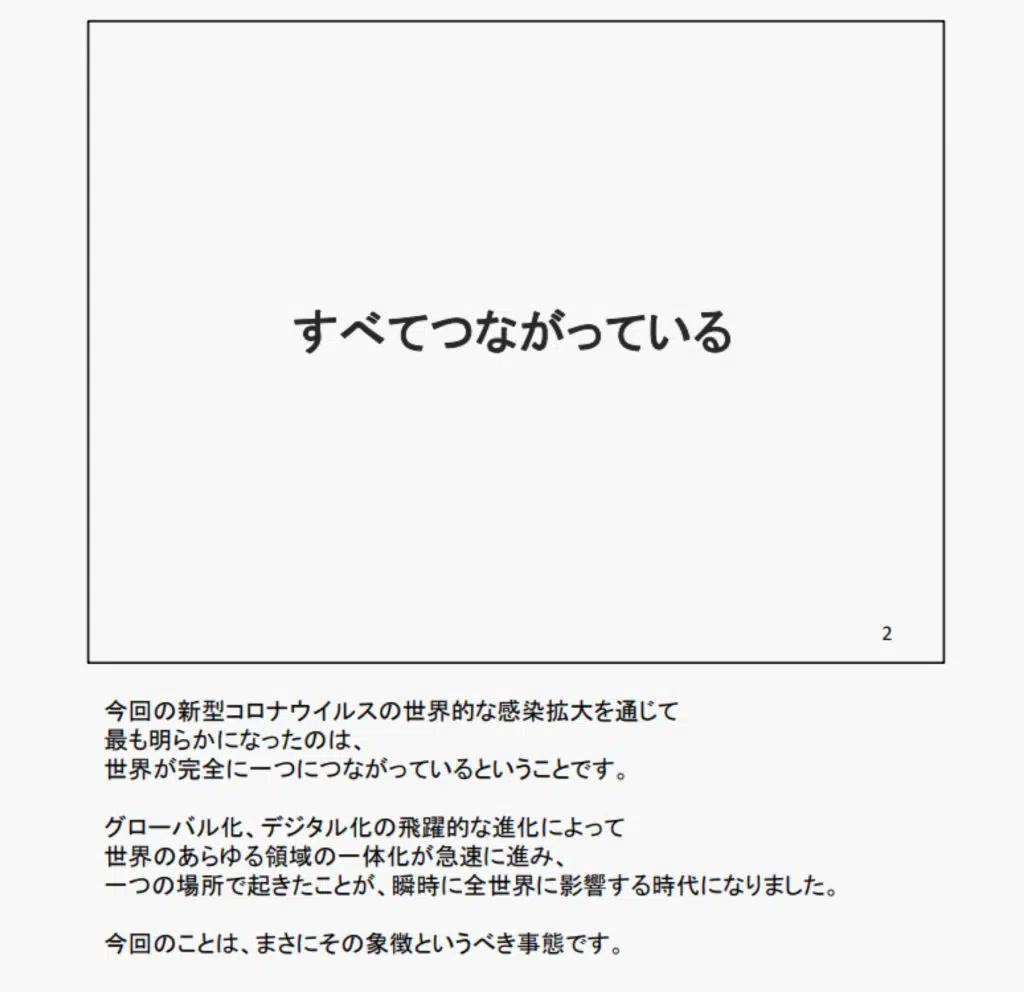 すべてつながっている
2
今回の新型コロナウイルスの世界的な感染拡大を通じて
最も明らかになったのは、
世界が完全に一つにつながっているということです。
グローバル化、デジタル化の飛躍的な進化によって
世界のあらゆる領域の一体化が急速に進み、
一つの場所で起きたことが、瞬時に全世界に影響する時代になりました。
今回のことは、まさにその象徴というべき事態です。